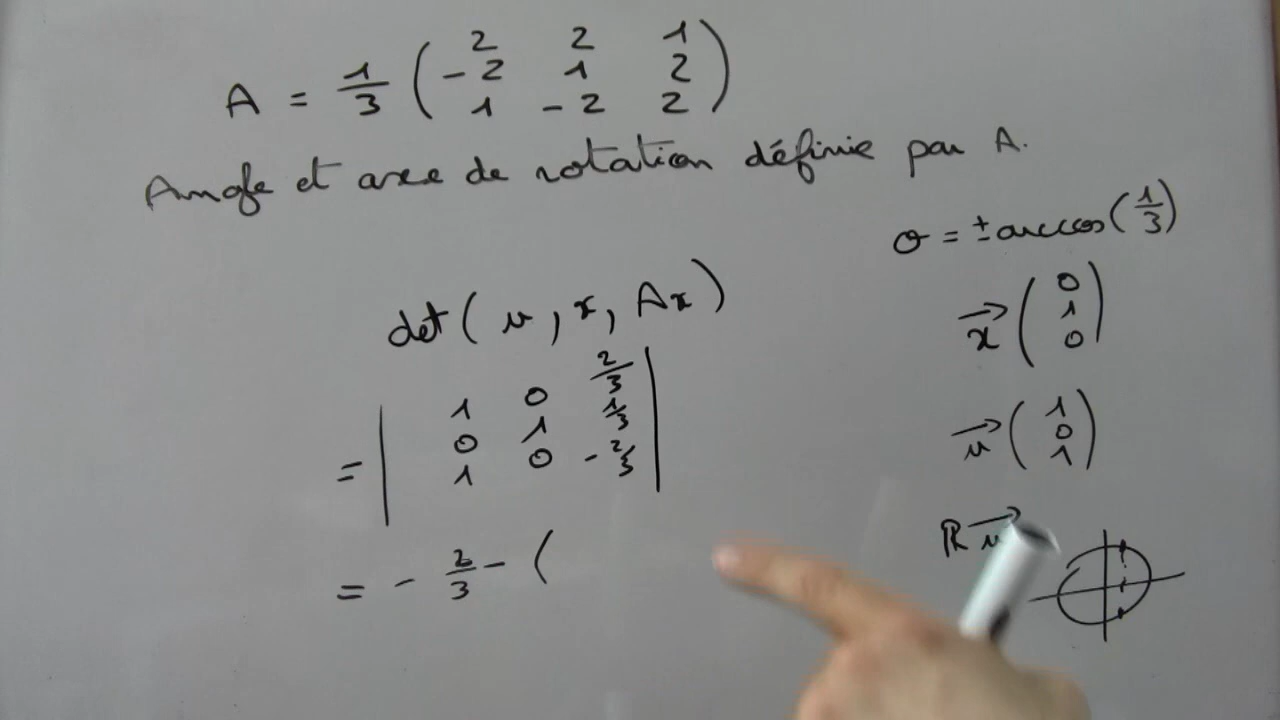 A = 1/3 ( 2 2 1
-2 1 2
1 -2 2 )
Angle et axe de rotation définie par A.
θ = ± arccos(1/3)
det( u, x, Ax )
x⃗ ( 0
1
0 )
= | 1 0 2/3
0 1 1/3
1 0 -2/3 |
u⃗ ( 1
0
1 )
ℝu⃗
= - 2/3 - (